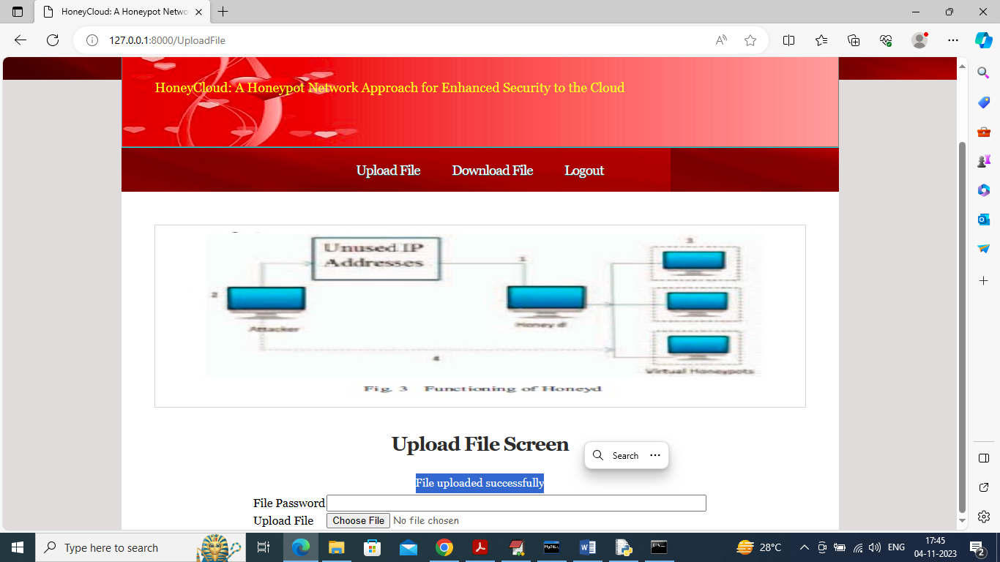 HoneyCloud: A Honeypot Netwo
127.0.0.1:8000/UploadFile
HoneyCloud: A Honeypot Network Approach for Enhanced Security to the Cloud
Upload File Download File Logout
Unused IP
Addresses
1
3
2
Attacker
Honey d
4
Virtual Honeypots
Fig. 3 Functioning of Honeyd
Upload File Screen
Search
File uploaded successfully
File Password
Upload File Choose File No file chosen
Type here to search
28°C
ENG
17:45
04-11-2023
2